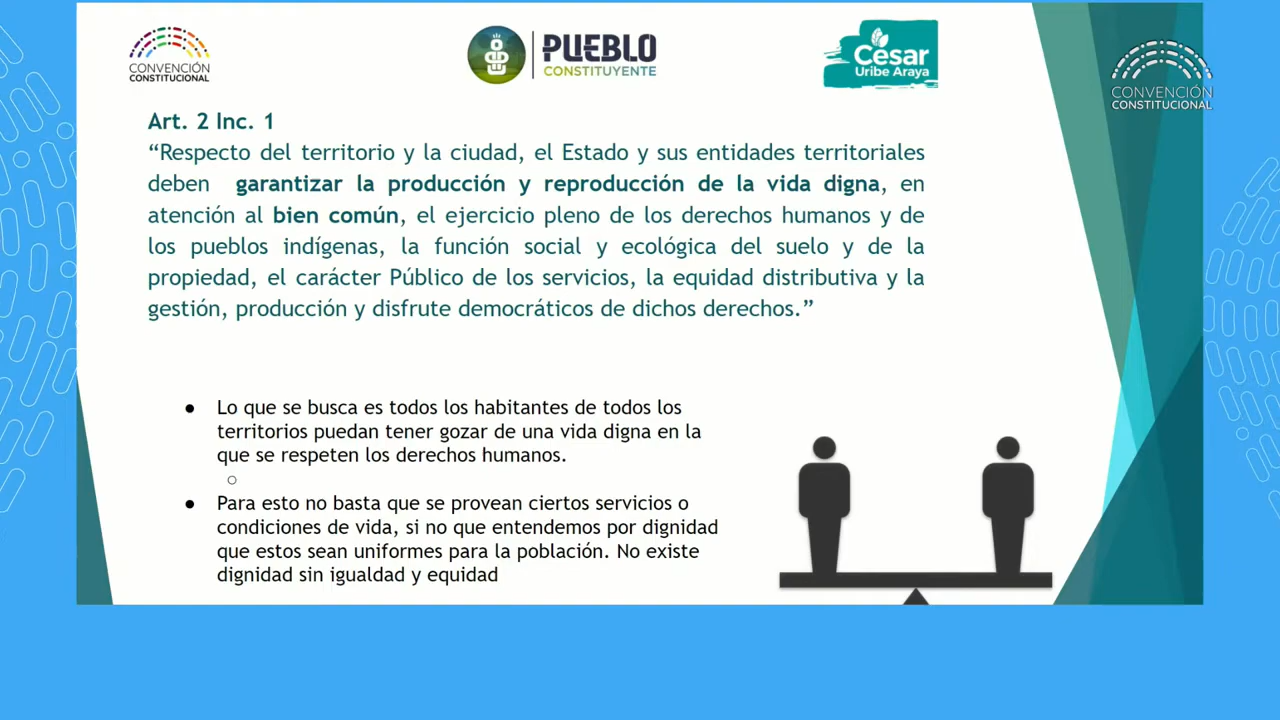 CONVENCIÓN
CONSTITUCIONAL
PUEBLO
CONSTITUYENTE
César
Uribe Araya
CONVENCIÓN
CONSTITUCIONAL
Art. 2 Inc. 1
“Respecto del territorio y la ciudad, el Estado y sus entidades territoriales
deben garantizar la producción y reproducción de la vida digna, en
atención al bien común, el ejercicio pleno de los derechos humanos y de
los pueblos indígenas, la función social y ecológica del suelo y de la
propiedad, el carácter Público de los servicios, la equidad distributiva y la
gestión, producción y disfrute democráticos de dichos derechos.”
● Lo que se busca es todos los habitantes de todos los
territorios puedan tener gozar de una vida digna en la
que se respeten los derechos humanos.
○
● Para esto no basta que se provean ciertos servicios o
condiciones de vida, si no que entendemos por dignidad
que estos sean uniformes para la población. No existe
dignidad sin igualdad y equidad